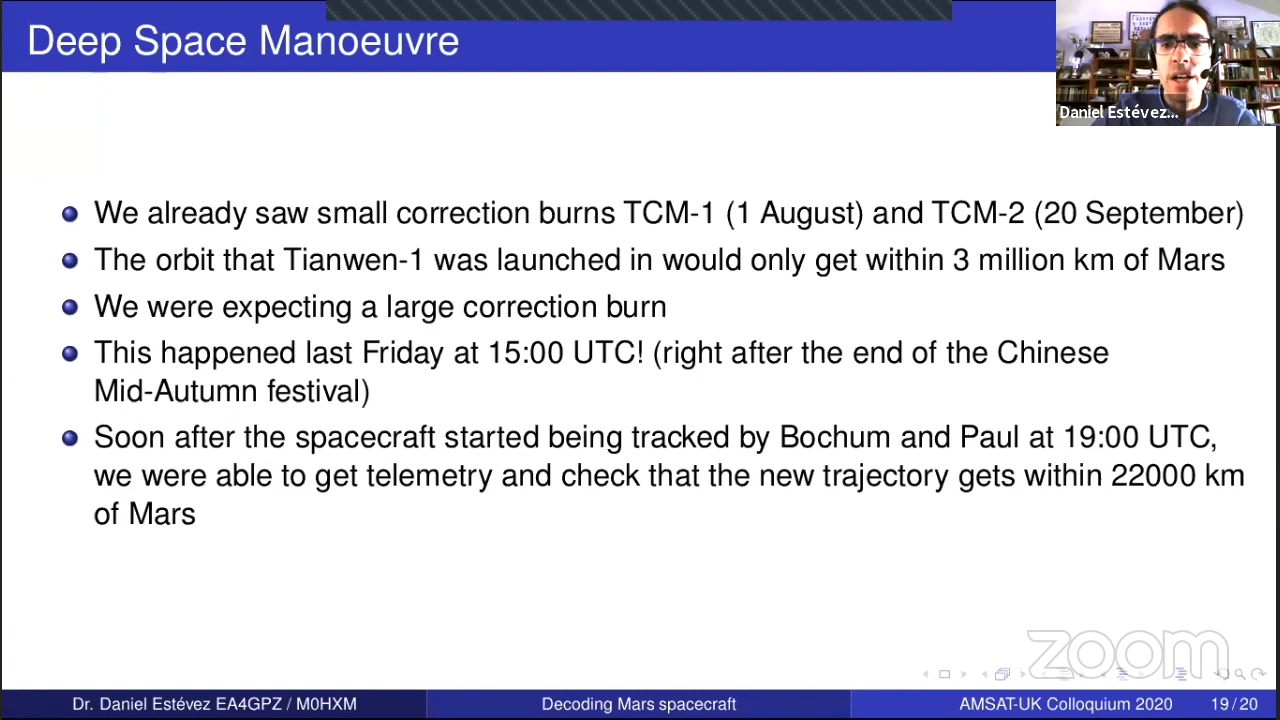 Deep Space Manoeuvre
Daniel Estévez...
We already saw small correction burns TCM-1 (1 August) and TCM-2 (20 September)
The orbit that Tianwen-1 was launched in would only get within 3 million km of Mars
We were expecting a large correction burn
This happened last Friday at 15:00 UTC! (right after the end of the Chinese
Mid-Autumn festival)
Soon after the spacecraft started being tracked by Bochum and Paul at 19:00 UTC,
we were able to get telemetry and check that the new trajectory gets within 22000 km
of Mars
zoom
Dr. Daniel Estévez EA4GPZ / M0HXM
Decoding Mars spacecraft
AMSAT-UK Colloquium 2020
19 / 20